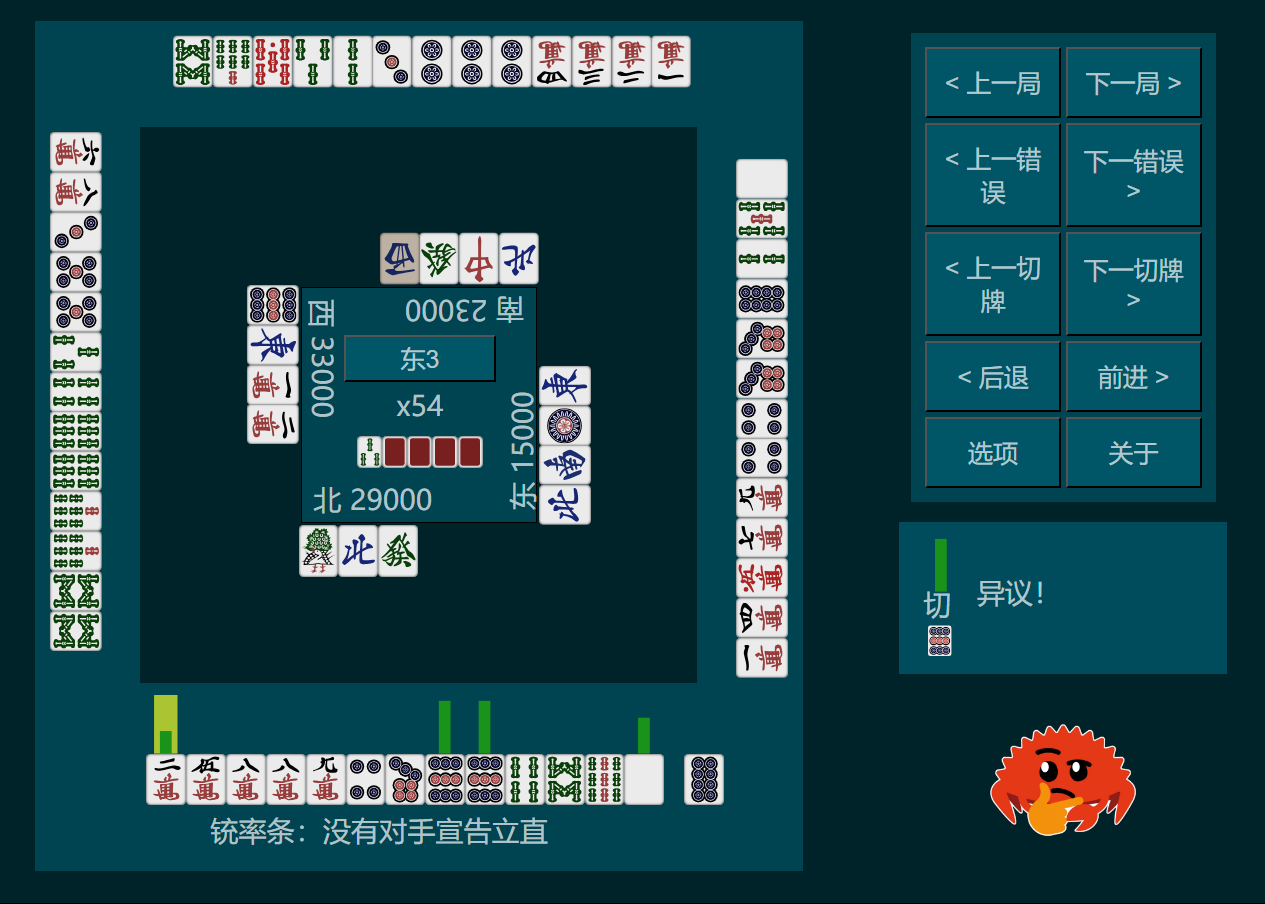 < 上一局
下一局 >
< 上一错误
下一错误 >
< 上一切牌
下一切牌 >
< 后退
前进 >
选项
关于
南 23000
西 33000
东3
x54
东 15000
北 29000
切
异议！
铳率条：没有对手宣告立直